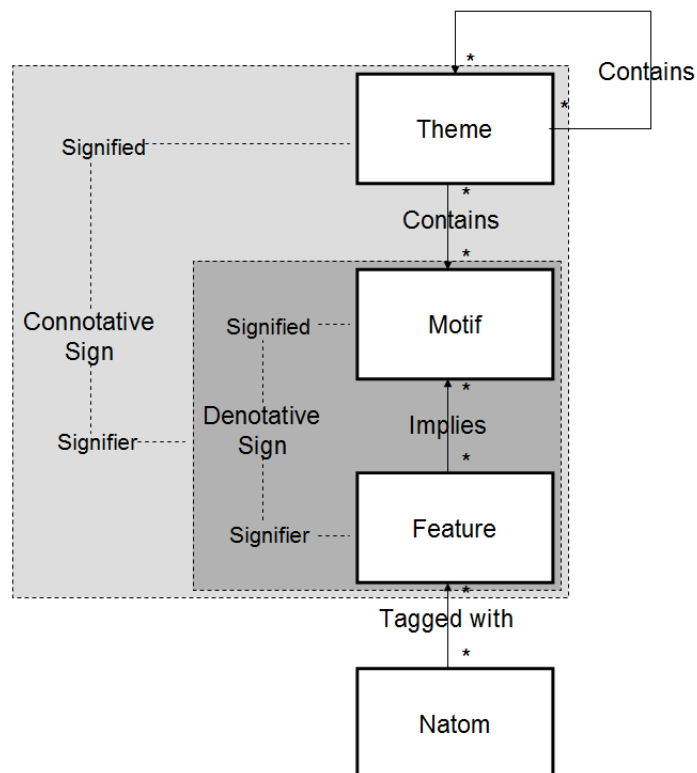 *
Contains
*
Theme
Signified
*
Contains
*
Signified
Motif
Connotative
Sign
*
Denotative
Sign
Implies
Signifier
*
Signifier
Feature
*
Tagged with
*
Natom